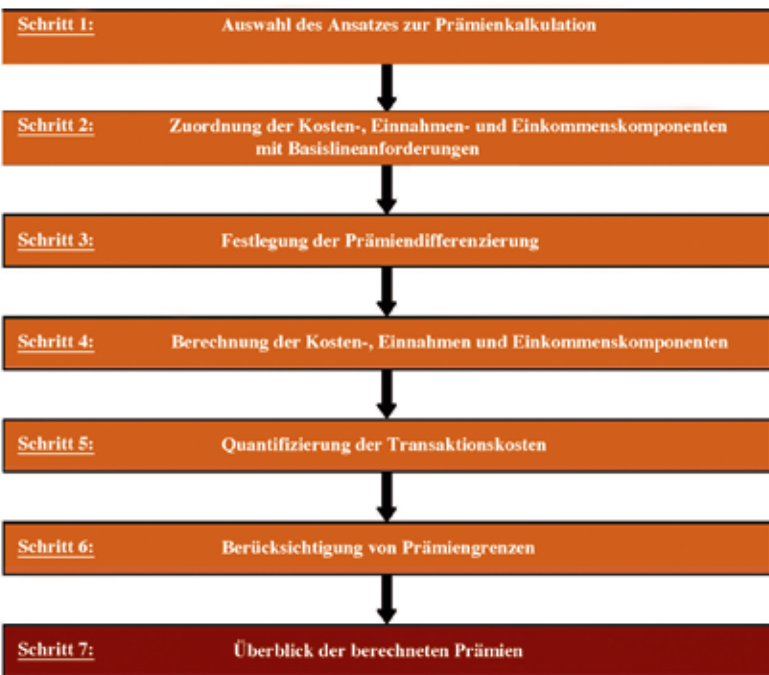 Schritt 1: Auswahl des Ansatzes zur Prämienkalkulation
Schritt 2: Zuordnung der Kosten-, Einnahmen- und Einkommenskomponenten
mit Basislineanforderungen
Schritt 3: Festlegung der Prämiendifferenzierung
Schritt 4: Berechnung der Kosten-, Einnahmen und Einkommenskomponenten
Schritt 5: Quantifizierung der Transaktionskosten
Schritt 6: Berücksichtigung von Prämiengrenzen
Schritt 7: Überblick der berechneten Prämien